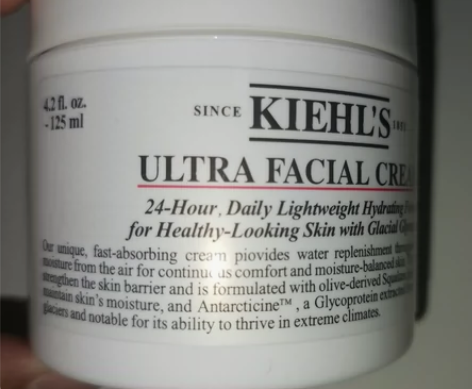 4.2 fl. oz.
-125 ml
SINCE KIEHL'S
ULTRA FACIAL
24-Hour, Daily Lightweight Hydrating
for Healthy-Looking Skin with Glacial
Our unique, fast-absorbing cream piovides water replenishment
moisture from the air for continuous comfort and moisture-balanced
strengthen the skin barrier and is formulated with olive-derived
maintain skin's moisture, and Antarcticine™, a Glycoprotein
glaciers and notable for its ability to thrive in extreme climates.